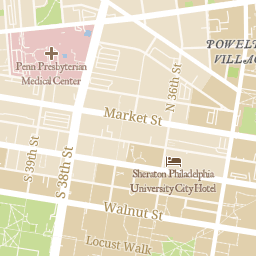 POWELT
VILLAG
Penn Presbyterian
Medical Center
N 36th St
Market St
S 39th St
S 38th St
Sheraton Philadelphia
University City Hotel
Walnut St
Locust Walk